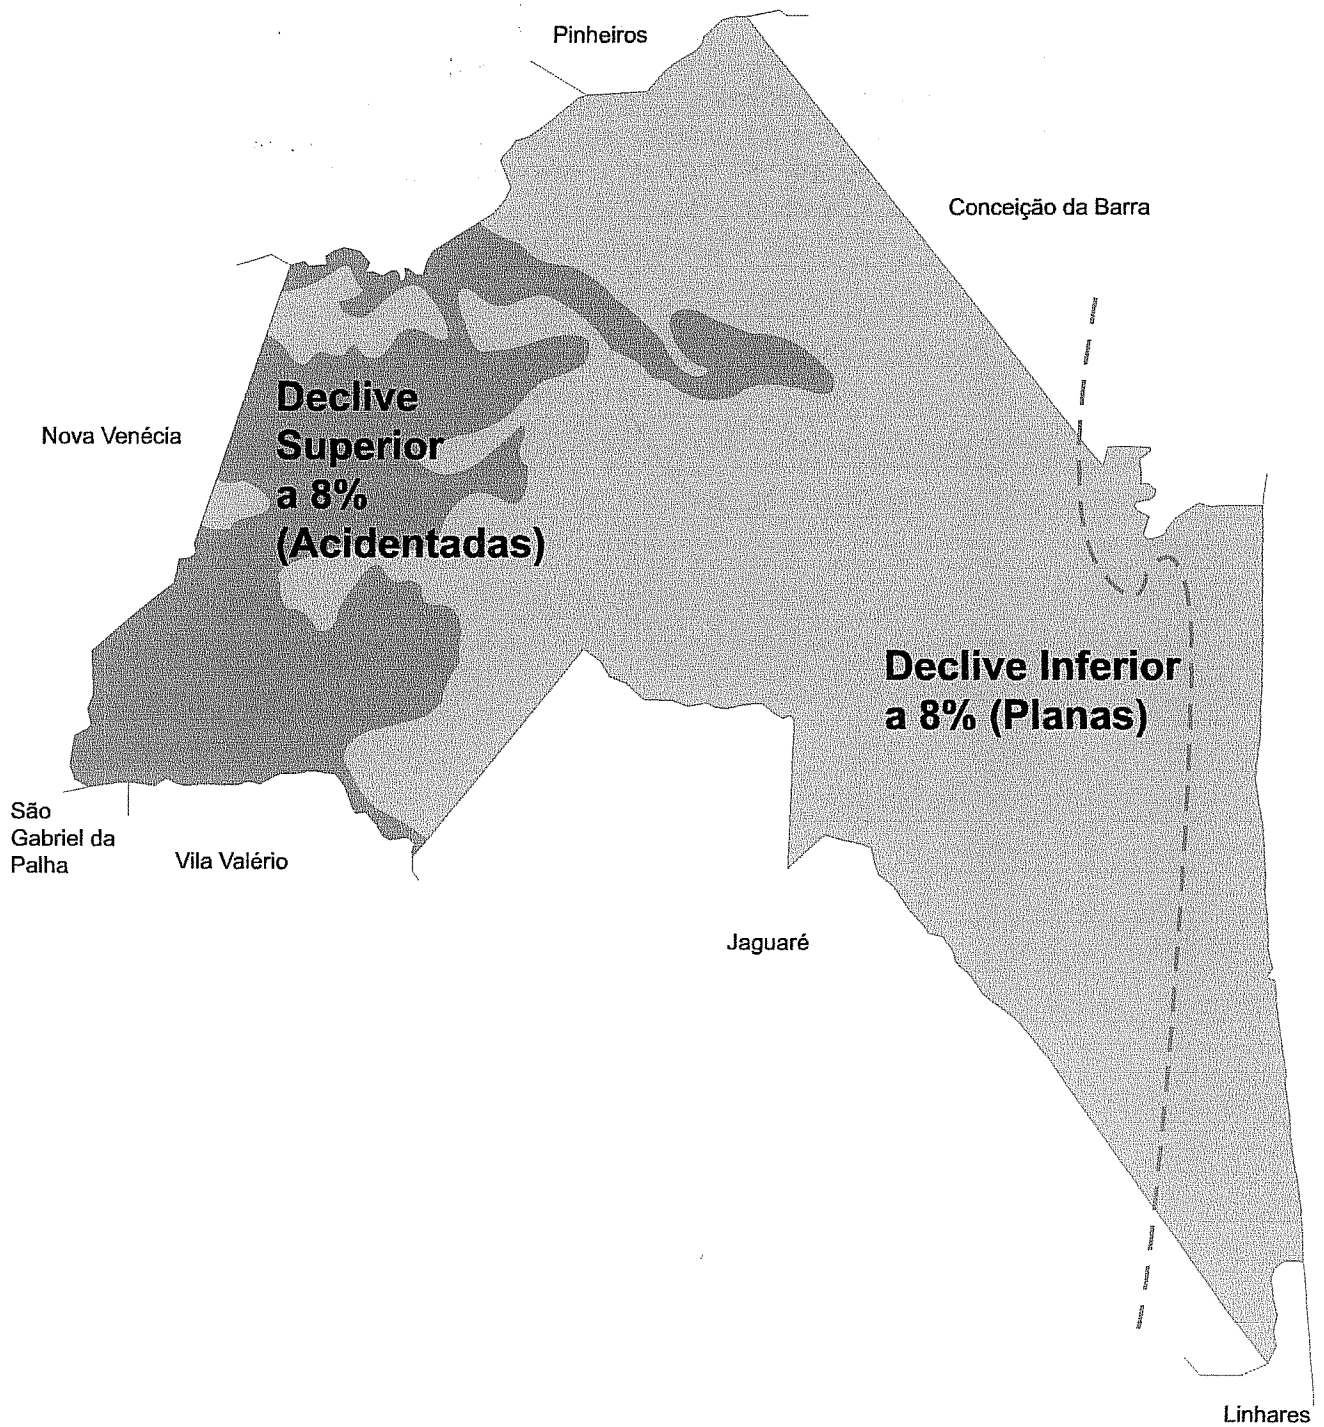 Pinheiros
Conceição da Barra
Nova Venécia
Declive
Superior
a 8%
(Acidentadas)
Declive Inferior
a 8% (Planas)
São
Gabriel da
Palha
Vila Valério
Jaguaré
Linhares